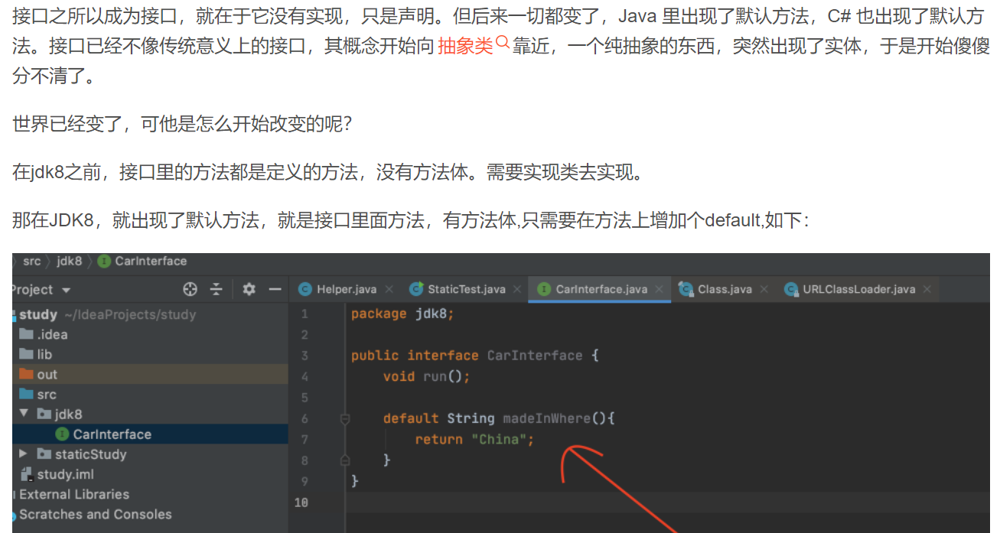 接口之所以成为接口，就在于它没有实现，只是声明。但后来一切都变了，Java 里出现了默认方法，C# 也出现了默认方
法。接口已经不像传统意义上的接口，其概念开始向 抽象类 靠近，一个纯抽象的东西，突然出现了实体，于是开始傻傻
分不清了。
世界已经变了，可他是怎么开始改变的呢？
在jdk8之前，接口里的方法都是定义的方法，没有方法体。需要实现类去实现。
那在JDK8，就出现了默认方法，就是接口里面方法，有方法体,只需要在方法上增加个default,如下：
src jdk8 CarInterface
Project
Helper.java StaticTest.java CarInterface.java Class.java URLClassLoader.java
study ~/IdeaProjects/study
.idea
lib
out
src
jdk8
CarInterface
staticStudy
study.iml
External Libraries
Scratches and Consoles
1 package jdk8;
2
3 public interface CarInterface {
4 void run();
5
6 default String madeInWhere(){
7 return "China";
8 }
9 }
10